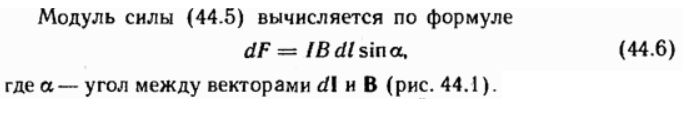 Модуль силы (44.5) вычисляется по формуле
dF = IB dl sin α, (44.6)
где α — угол между векторами dl и B (рис. 44.1).